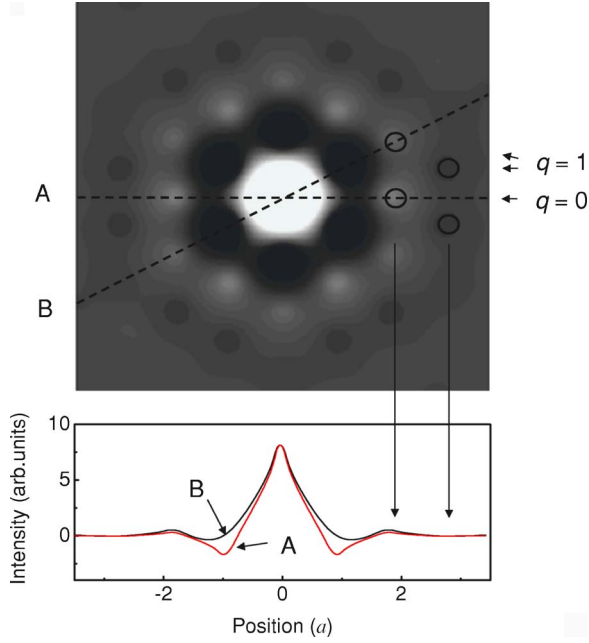 A
B
q = 1
q = 0
10
5
0
Intensity (arb.units)
B
A
-2
0
2
Position (a)